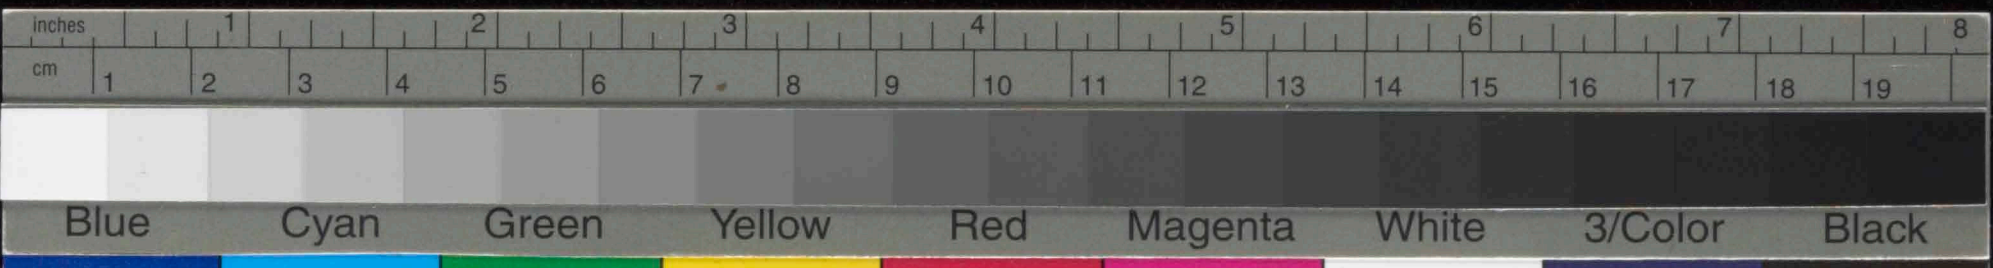 inches 1 2 3 4 5 6 7 8
cm 1 2 3 4 5 6 7 8 9 10 11 12 13 14 15 16 17 18 19
Blue Cyan Green Yellow Red Magenta White 3/Color Black